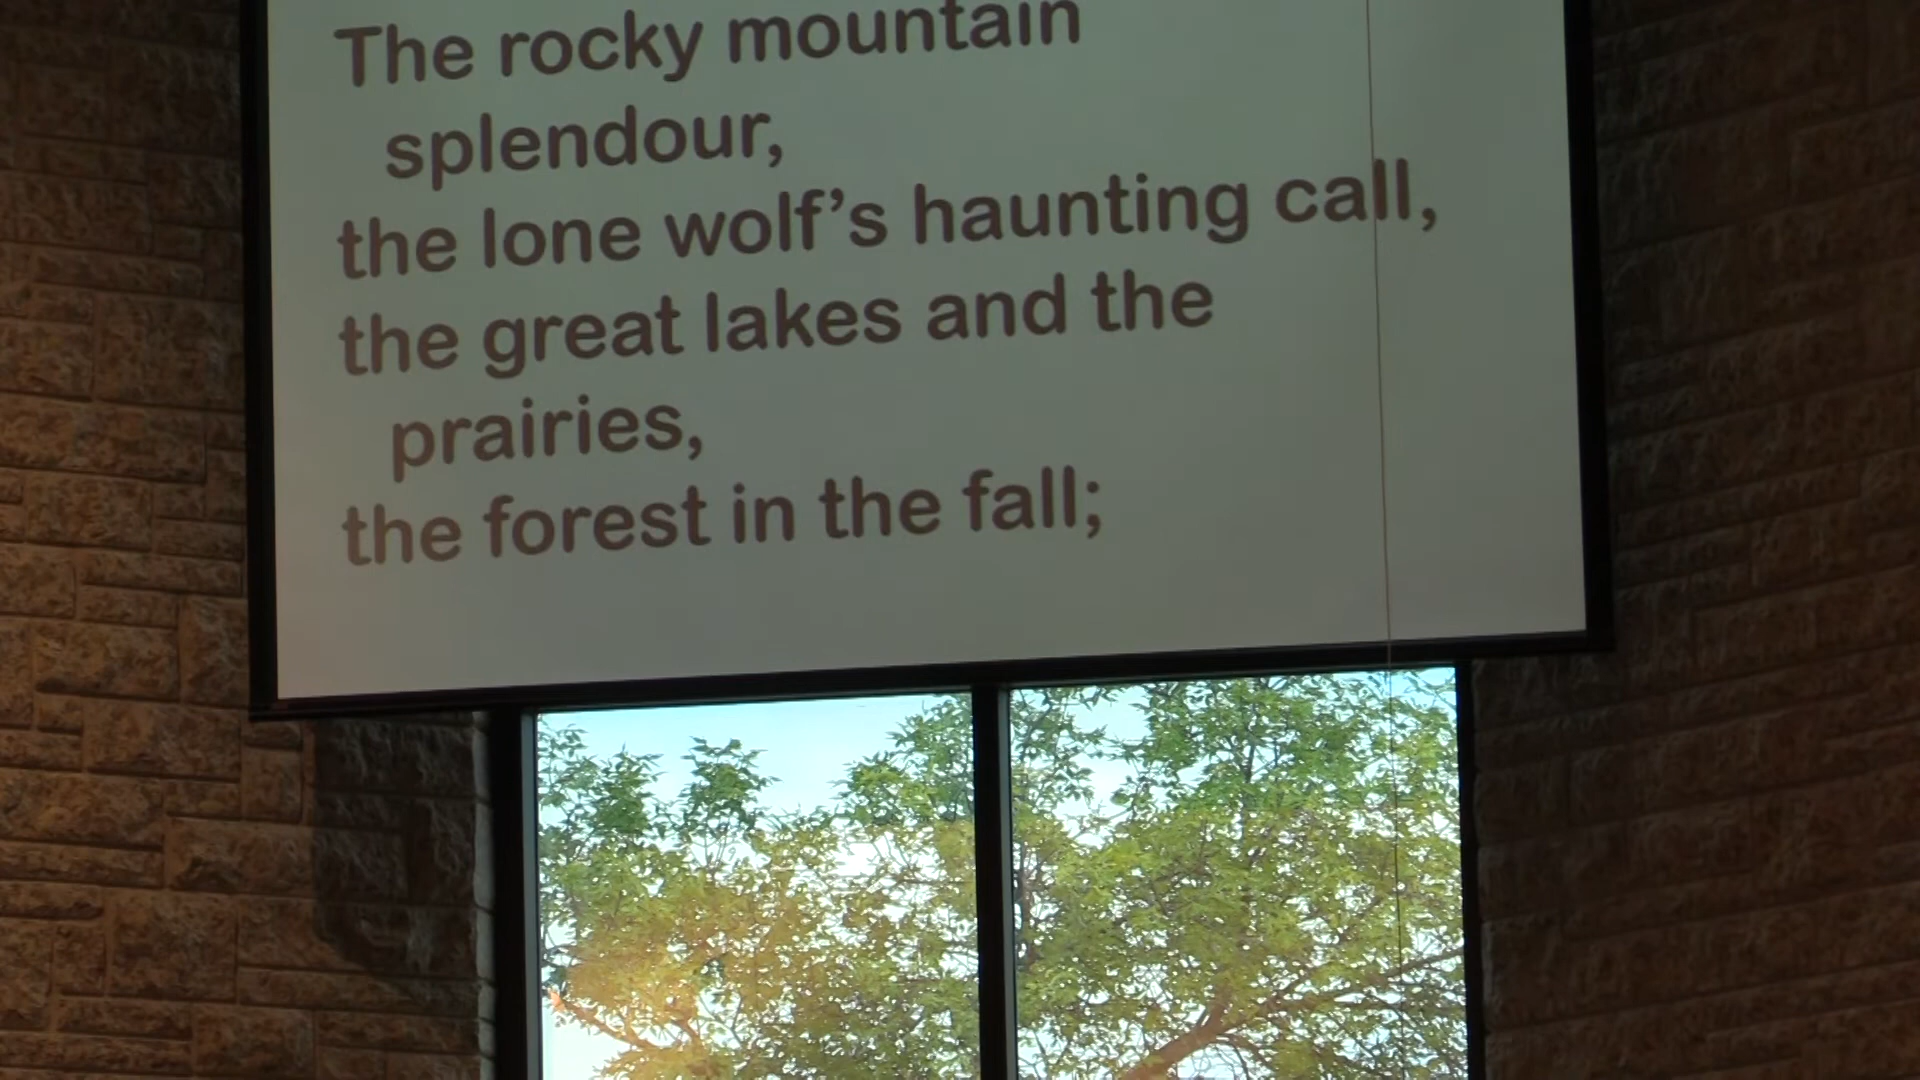 The rocky mountain
splendour,
the lone wolf’s haunting call,
the great lakes and the
prairies,
the forest in the fall;